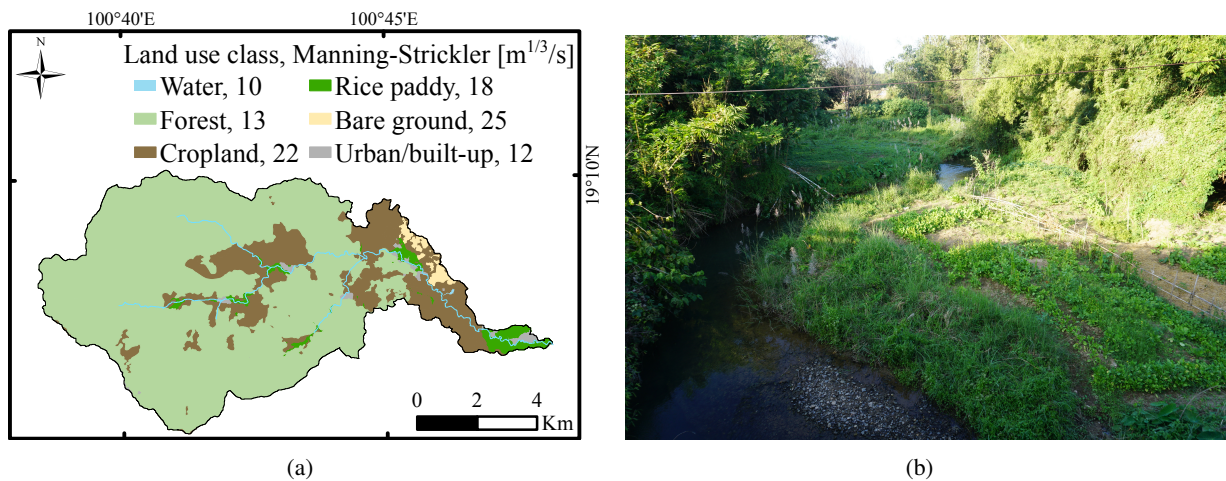 100°40'E 100°45'E
N
Land use class, Manning-Strickler [m1/3/s]
Water, 10 Rice paddy, 18
Forest, 13 Bare ground, 25
Cropland, 22 Urban/built-up, 12
19°10'N
0 2 4
Km
(a) (b)